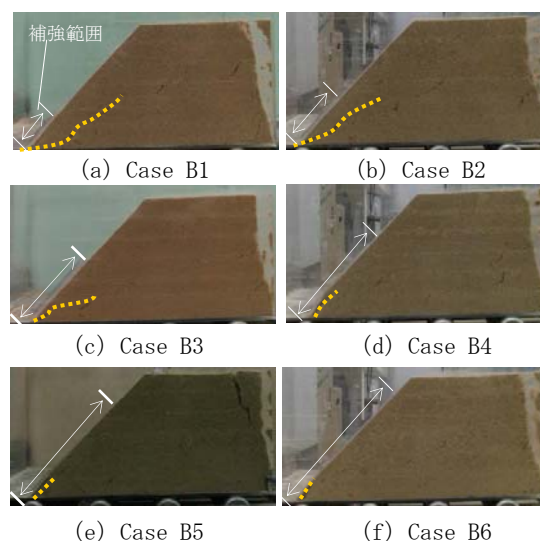 補強範囲
(a) Case B1
(b) Case B2
(c) Case B3
(d) Case B4
(e) Case B5
(f) Case B6